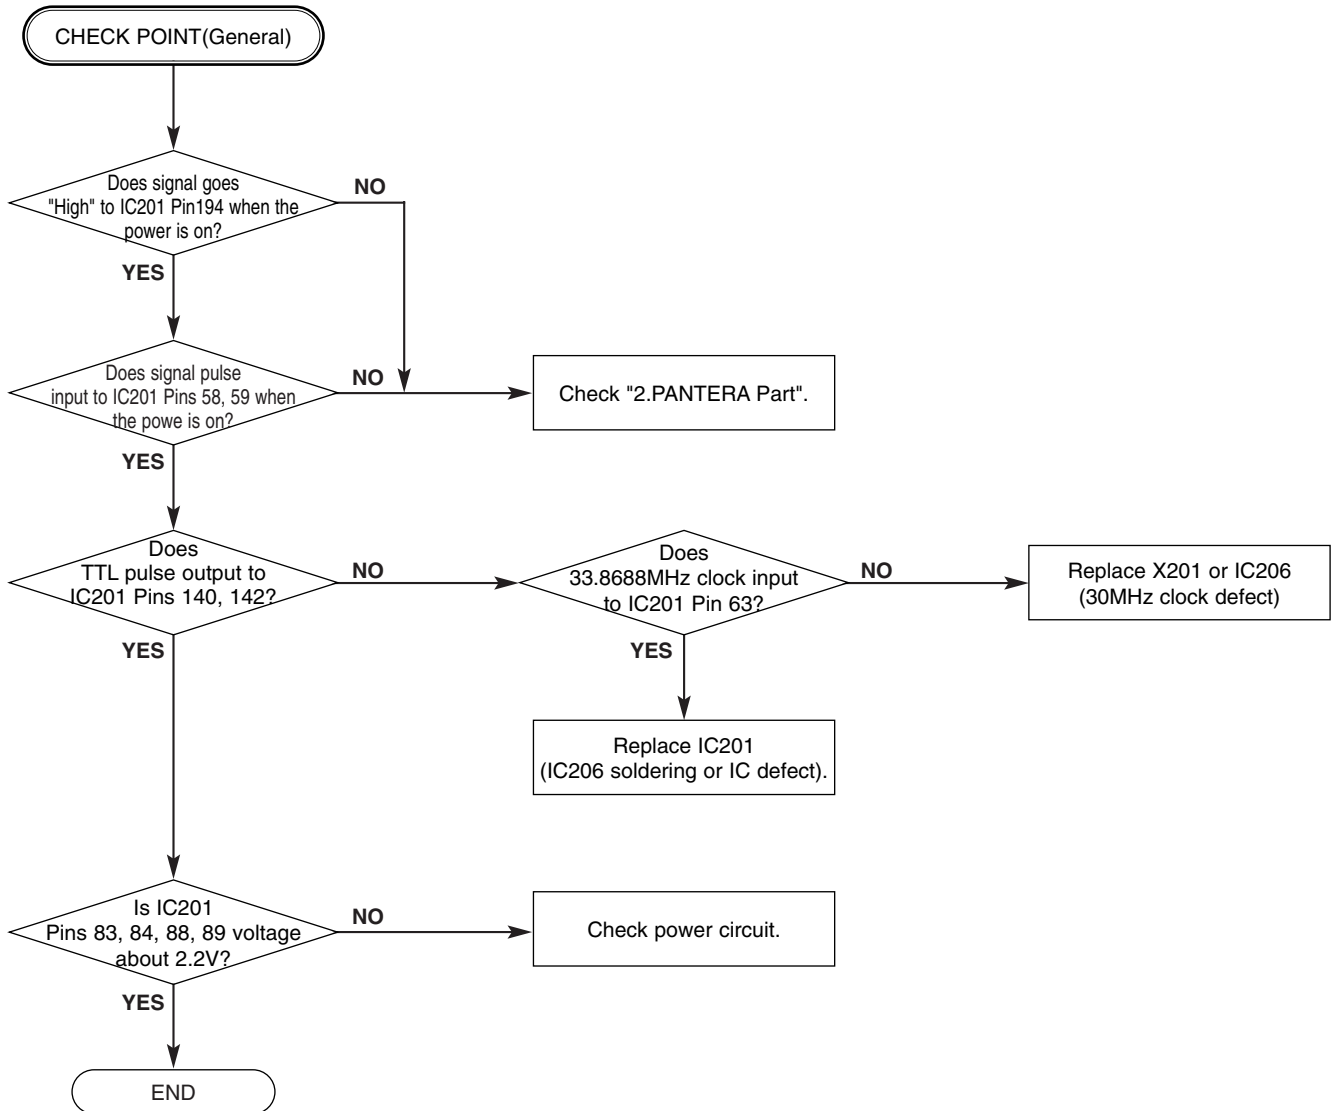 CHECK POINT(General)
Does signal goes
"High" to IC201 Pin194 when the
power is on?
NO
YES
Does signal pulse
input to IC201 Pins 58, 59 when
the powe is on?
NO
Check "2.PANTERA Part".
YES
Does
TTL pulse output to
IC201 Pins 140, 142?
NO
Does
33.8688MHz clock input
to IC201 Pin 63?
NO
Replace X201 or IC206
(30MHz clock defect)
YES
YES
Replace IC201
(IC206 soldering or IC defect).
Is IC201
Pins 83, 84, 88, 89 voltage
about 2.2V?
NO
Check power circuit.
YES
END